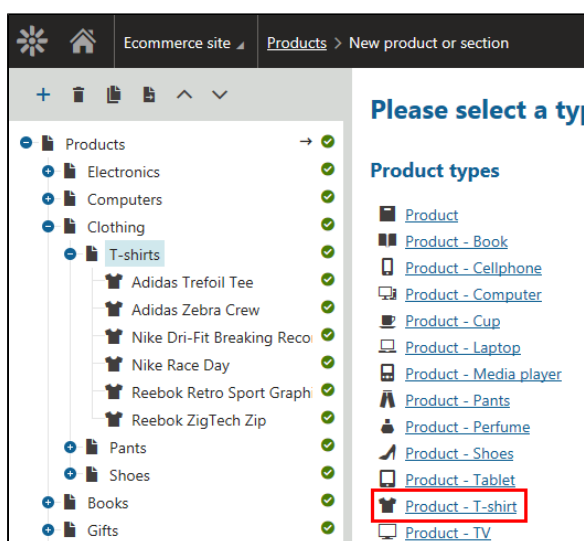 Ecommerce site
Products > New product or section
Please select a typ
Products
Electronics
Computers
Clothing
T-shirts
Adidas Trefoil Tee
Adidas Zebra Crew
Nike Dri-Fit Breaking Reco
Nike Race Day
Reebok Retro Sport Graph
Reebok ZigTech Zip
Pants
Shoes
Books
Gifts
Product types
Product
Product - Book
Product - Cellphone
Product - Computer
Product - Cup
Product - Laptop
Product - Media player
Product - Pants
Product - Perfume
Product - Shoes
Product - Tablet
Product - T-shirt
Product - TV